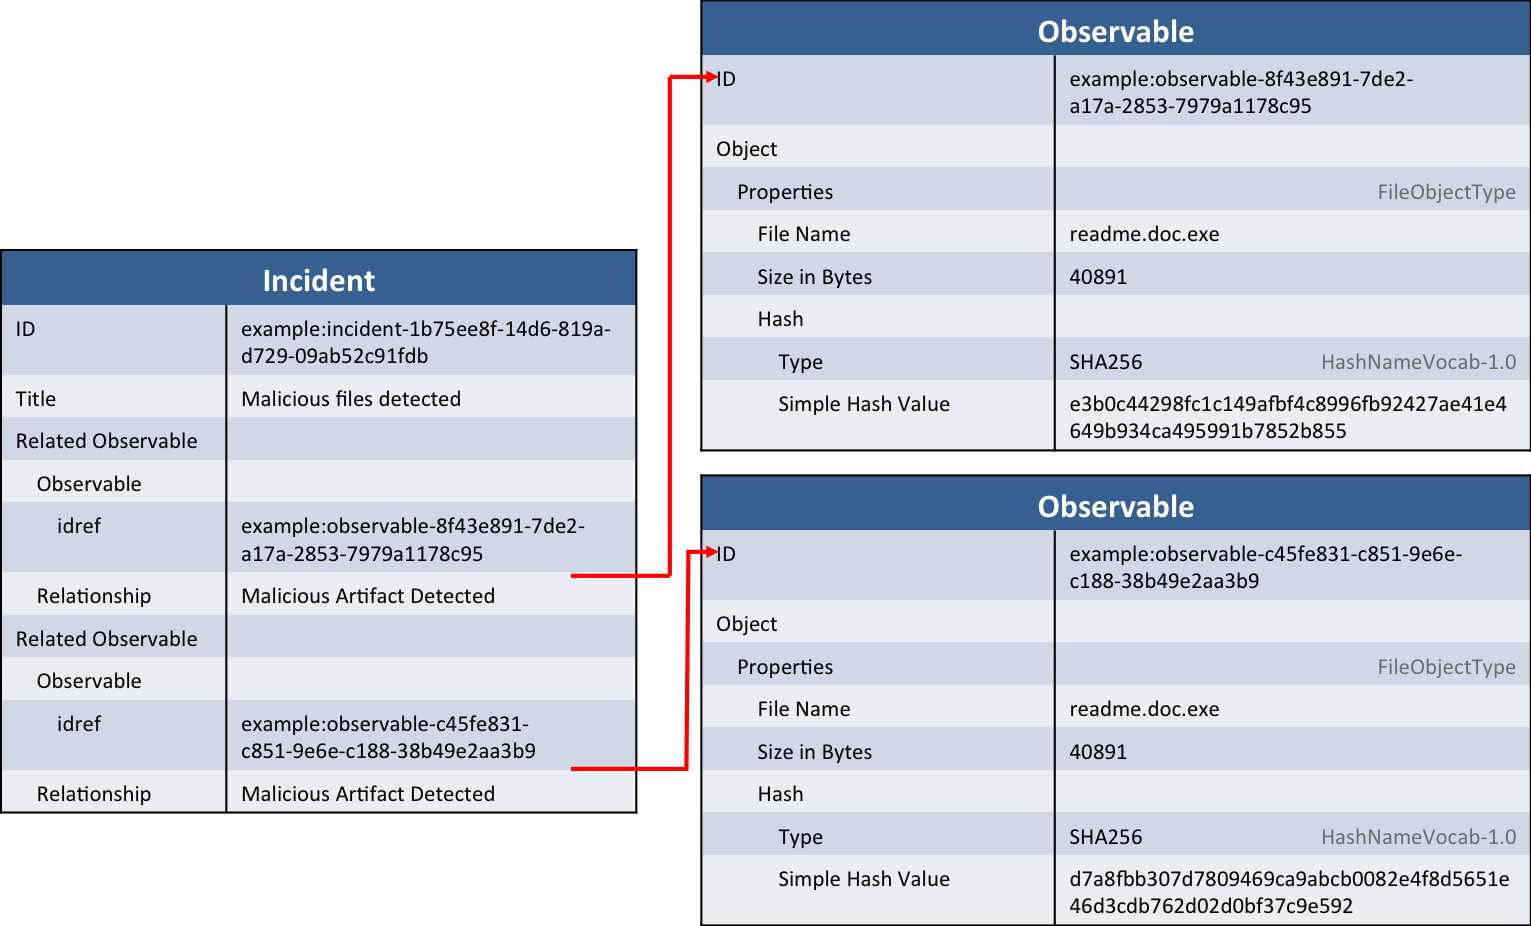 Incident
ID
example:incident-1b75ee8f-14d6-819a-
d729-09ab52c91fdb
Title
Malicious files detected
Related Observable
Observable
idref
example:observable-8f43e891-7de2-
a17a-2853-7979a1178c95
Relationship
Malicious Artifact Detected
Related Observable
Observable
idref
example:observable-c45fe831-
c851-9e6e-c188-38b49e2aa3b9
Relationship
Malicious Artifact Detected
Observable
ID
example:observable-8f43e891-7de2-
a17a-2853-7979a1178c95
Object
Properties
FileObjectType
File Name
readme.doc.exe
Size in Bytes
40891
Hash
Type
SHA256
HashNameVocab-1.0
Simple Hash Value
e3b0c44298fc1c149afbf4c8996fb92427ae41e4
649b934ca495991b7852b855
Observable
ID
example:observable-c45fe831-c851-9e6e-
c188-38b49e2aa3b9
Object
Properties
FileObjectType
File Name
readme.doc.exe
Size in Bytes
40891
Hash
Type
SHA256
HashNameVocab-1.0
Simple Hash Value
d7a8fbb307d7809469ca9abcb0082e4f8d5651e
46d3cdb762d02d0bf37c9e592